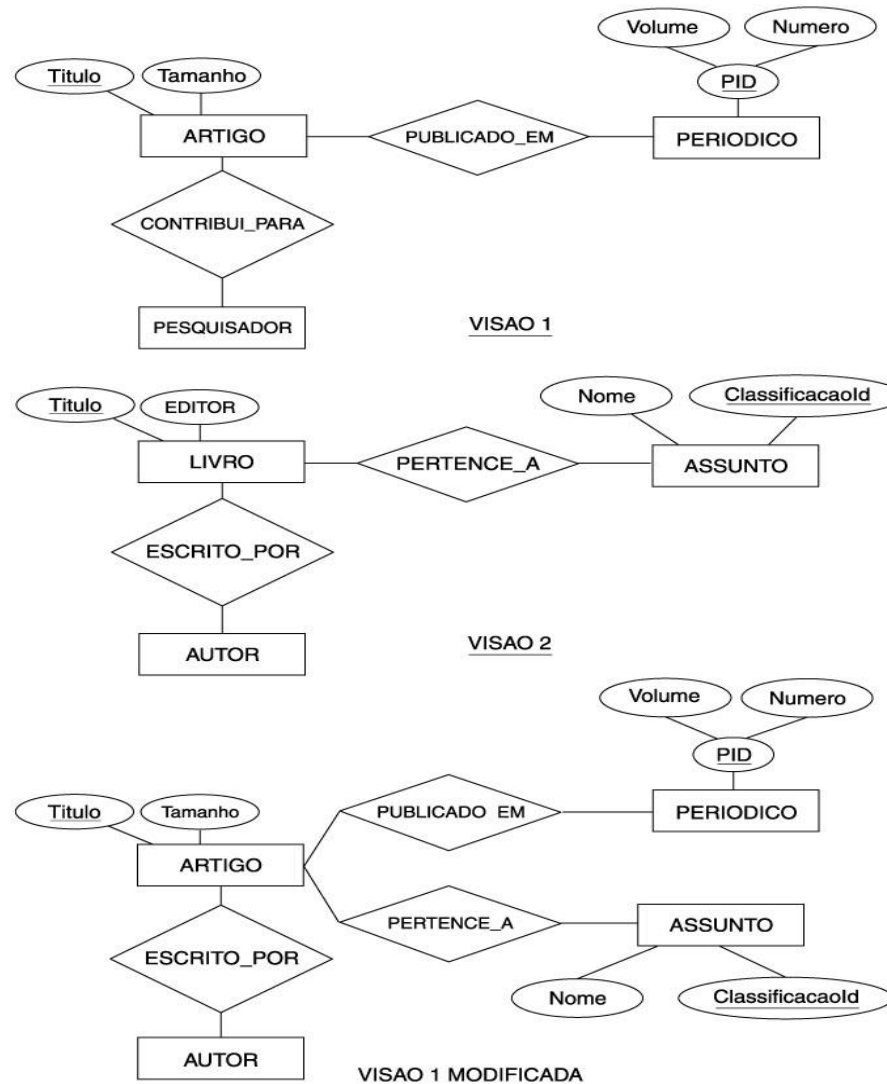 Volume Numero
Titulo Tamanho PID
ARTIGO PUBLICADO_EM PERIODICO
CONTRIBUI_PARA
PESQUISADOR VISAO 1
Titulo EDITOR Nome ClassificacaoId
LIVRO PERTENCE_A ASSUNTO
ESCRITO_POR
AUTOR VISAO 2
Volume Numero
PID
Titulo Tamanho PUBLICADO EM PERIODICO
ARTIGO
PERTENCE_A ASSUNTO
ESCRITO_POR
Nome ClassificacaoId
AUTOR
VISAO 1 MODIFICADA